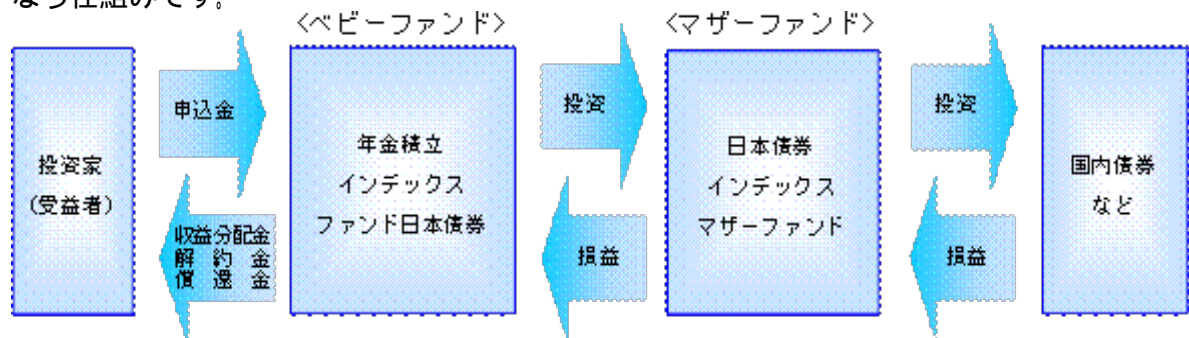 なう仕組みです。
〈ベビーファンド〉
〈マザーファンド〉
投資家
(受益者)
申込金
収益分配金
解約金
償還金
年金積立
インデックス
ファンド日本債券
投資
損益
日本債券
インデックス
マザーファンド
投資
損益
国内債券
など